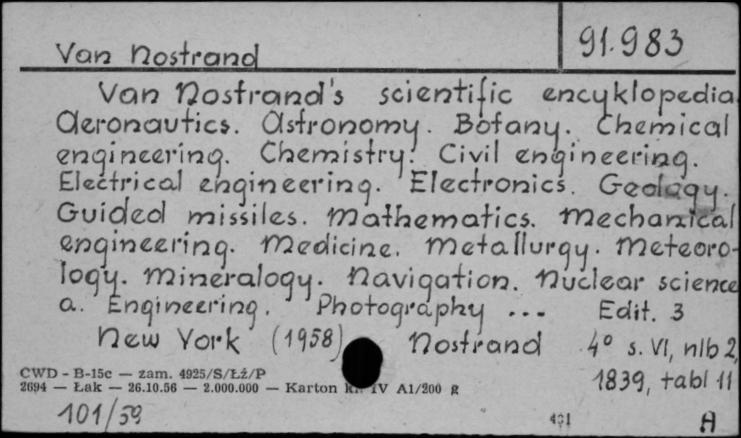 Van Nostrand
91.983
Van Nostrand's scientific encyklopedia.
Aeronautics. Astronomy. Botany. Chemical
engineering. Chemistry. Civil engineering.
Electrical engineering. Electronics. Geology.
Guided missiles. Mathematics. Mechanical
engineering. Medicine. Metallurgy. Meteoro-
logy. Mineralogy. Navigation. Nuclear science
a. Engineering. Photography ... Edit. 3
New York (1958) Nostrand 4° s. VI, nlb 2,
1839, tabl 11
CWD - B-15c — zam. 4925/S/Łź/P
2694 — Łak — 26.10.56 — 2.000.000 — Karton kl. IV A1/200 g
101/59
431
A